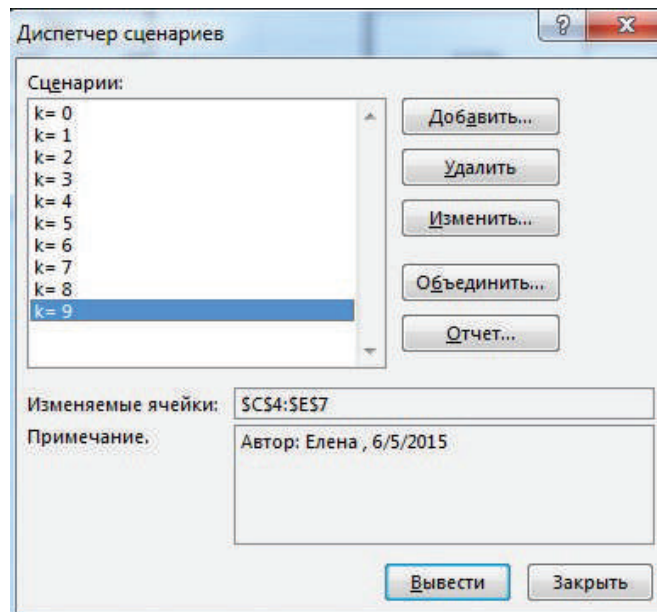 Диспетчер сценариев
Сценарии:
k= 0
k= 1
k= 2
k= 3
k= 4
k= 5
k= 6
k= 7
k= 8
k= 9
Добавить...
Удалить
Изменить...
Объединить...
Отчет...
Изменяемые ячейки: $C$4:$E$7
Примечание. Автор: Елена , 6/5/2015
Вывести Закрыть